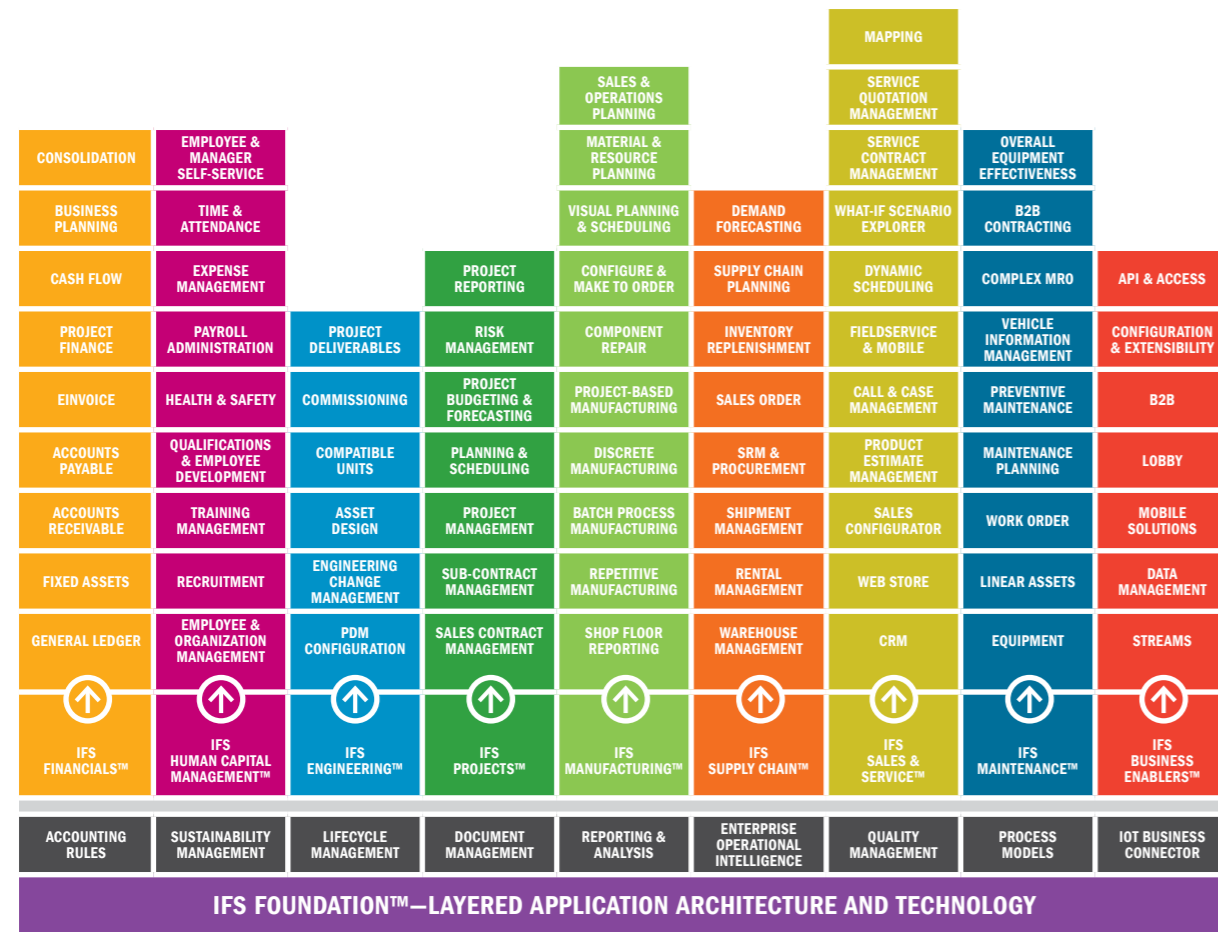 MAPPING
SALES &
OPERATIONS
PLANNING
SERVICE
QUOTATION
MANAGEMENT
CONSOLIDATION
EMPLOYEE &
MANAGER
SELF-SERVICE
MATERIAL &
RESOURCE
PLANNING
SERVICE
CONTRACT
MANAGEMENT
OVERALL
EQUIPMENT
EFFECTIVENESS
BUSINESS
PLANNING
TIME &
ATTENDANCE
VISUAL PLANNING
& SCHEDULING
DEMAND
FORECASTING
WHAT-IF SCENARIO
EXPLORER
B2B
CONTRACTING
CASH FLOW
EXPENSE
MANAGEMENT
PROJECT
REPORTING
CONFIGURE &
MAKE TO ORDER
SUPPLY CHAIN
PLANNING
DYNAMIC
SCHEDULING
COMPLEX MRO
API & ACCESS
PROJECT
FINANCE
PAYROLL
ADMINISTRATION
PROJECT
DELIVERABLES
RISK
MANAGEMENT
COMPONENT
REPAIR
INVENTORY
REPLENISHMENT
FIELDSERVICE
& MOBILE
VEHICLE
INFORMATION
MANAGEMENT
CONFIGURATION
& EXTENSIBILITY
EINVOICE
HEALTH & SAFETY
COMMISSIONING
PROJECT
BUDGETING &
FORECASTING
PROJECT-BASED
MANUFACTURING
SALES ORDER
CALL & CASE
MANAGEMENT
PREVENTIVE
MAINTENANCE
B2B
ACCOUNTS
PAYABLE
QUALIFICATIONS
& EMPLOYEE
DEVELOPMENT
COMPATIBLE
UNITS
PLANNING &
SCHEDULING
DISCRETE
MANUFACTURING
SRM &
PROCUREMENT
PRODUCT
ESTIMATE
MANAGEMENT
MAINTENANCE
PLANNING
LOBBY
ACCOUNTS
RECEIVABLE
TRAINING
MANAGEMENT
ASSET
DESIGN
PROJECT
MANAGEMENT
BATCH PROCESS
MANUFACTURING
SHIPMENT
MANAGEMENT
SALES
CONFIGURATOR
WORK ORDER
MOBILE
SOLUTIONS
FIXED ASSETS
RECRUITMENT
ENGINEERING
CHANGE
MANAGEMENT
SUB-CONTRACT
MANAGEMENT
REPETITIVE
MANUFACTURING
RENTAL
MANAGEMENT
WEB STORE
LINEAR ASSETS
DATA
MANAGEMENT
GENERAL LEDGER
EMPLOYEE &
ORGANIZATION
MANAGEMENT
PDM
CONFIGURATION
SALES CONTRACT
MANAGEMENT
SHOP FLOOR
REPORTING
WAREHOUSE
MANAGEMENT
CRM
EQUIPMENT
STREAMS
IFS
FINANCIALS™
IFS
HUMAN CAPITAL
MANAGEMENT™
IFS
ENGINEERING™
IFS
PROJECTS™
IFS
MANUFACTURING™
IFS
SUPPLY CHAIN™
IFS
SALES &
SERVICE™
IFS
MAINTENANCE™
IFS
BUSINESS
ENABLERS™
ACCOUNTING
RULES
SUSTAINABILITY
MANAGEMENT
LIFECYCLE
MANAGEMENT
DOCUMENT
MANAGEMENT
REPORTING &
ANALYSIS
ENTERPRISE
OPERATIONAL
INTELLIGENCE
QUALITY
MANAGEMENT
PROCESS
MODELS
IOT BUSINESS
CONNECTOR
IFS FOUNDATION™—LAYERED APPLICATION ARCHITECTURE AND TECHNOLOGY